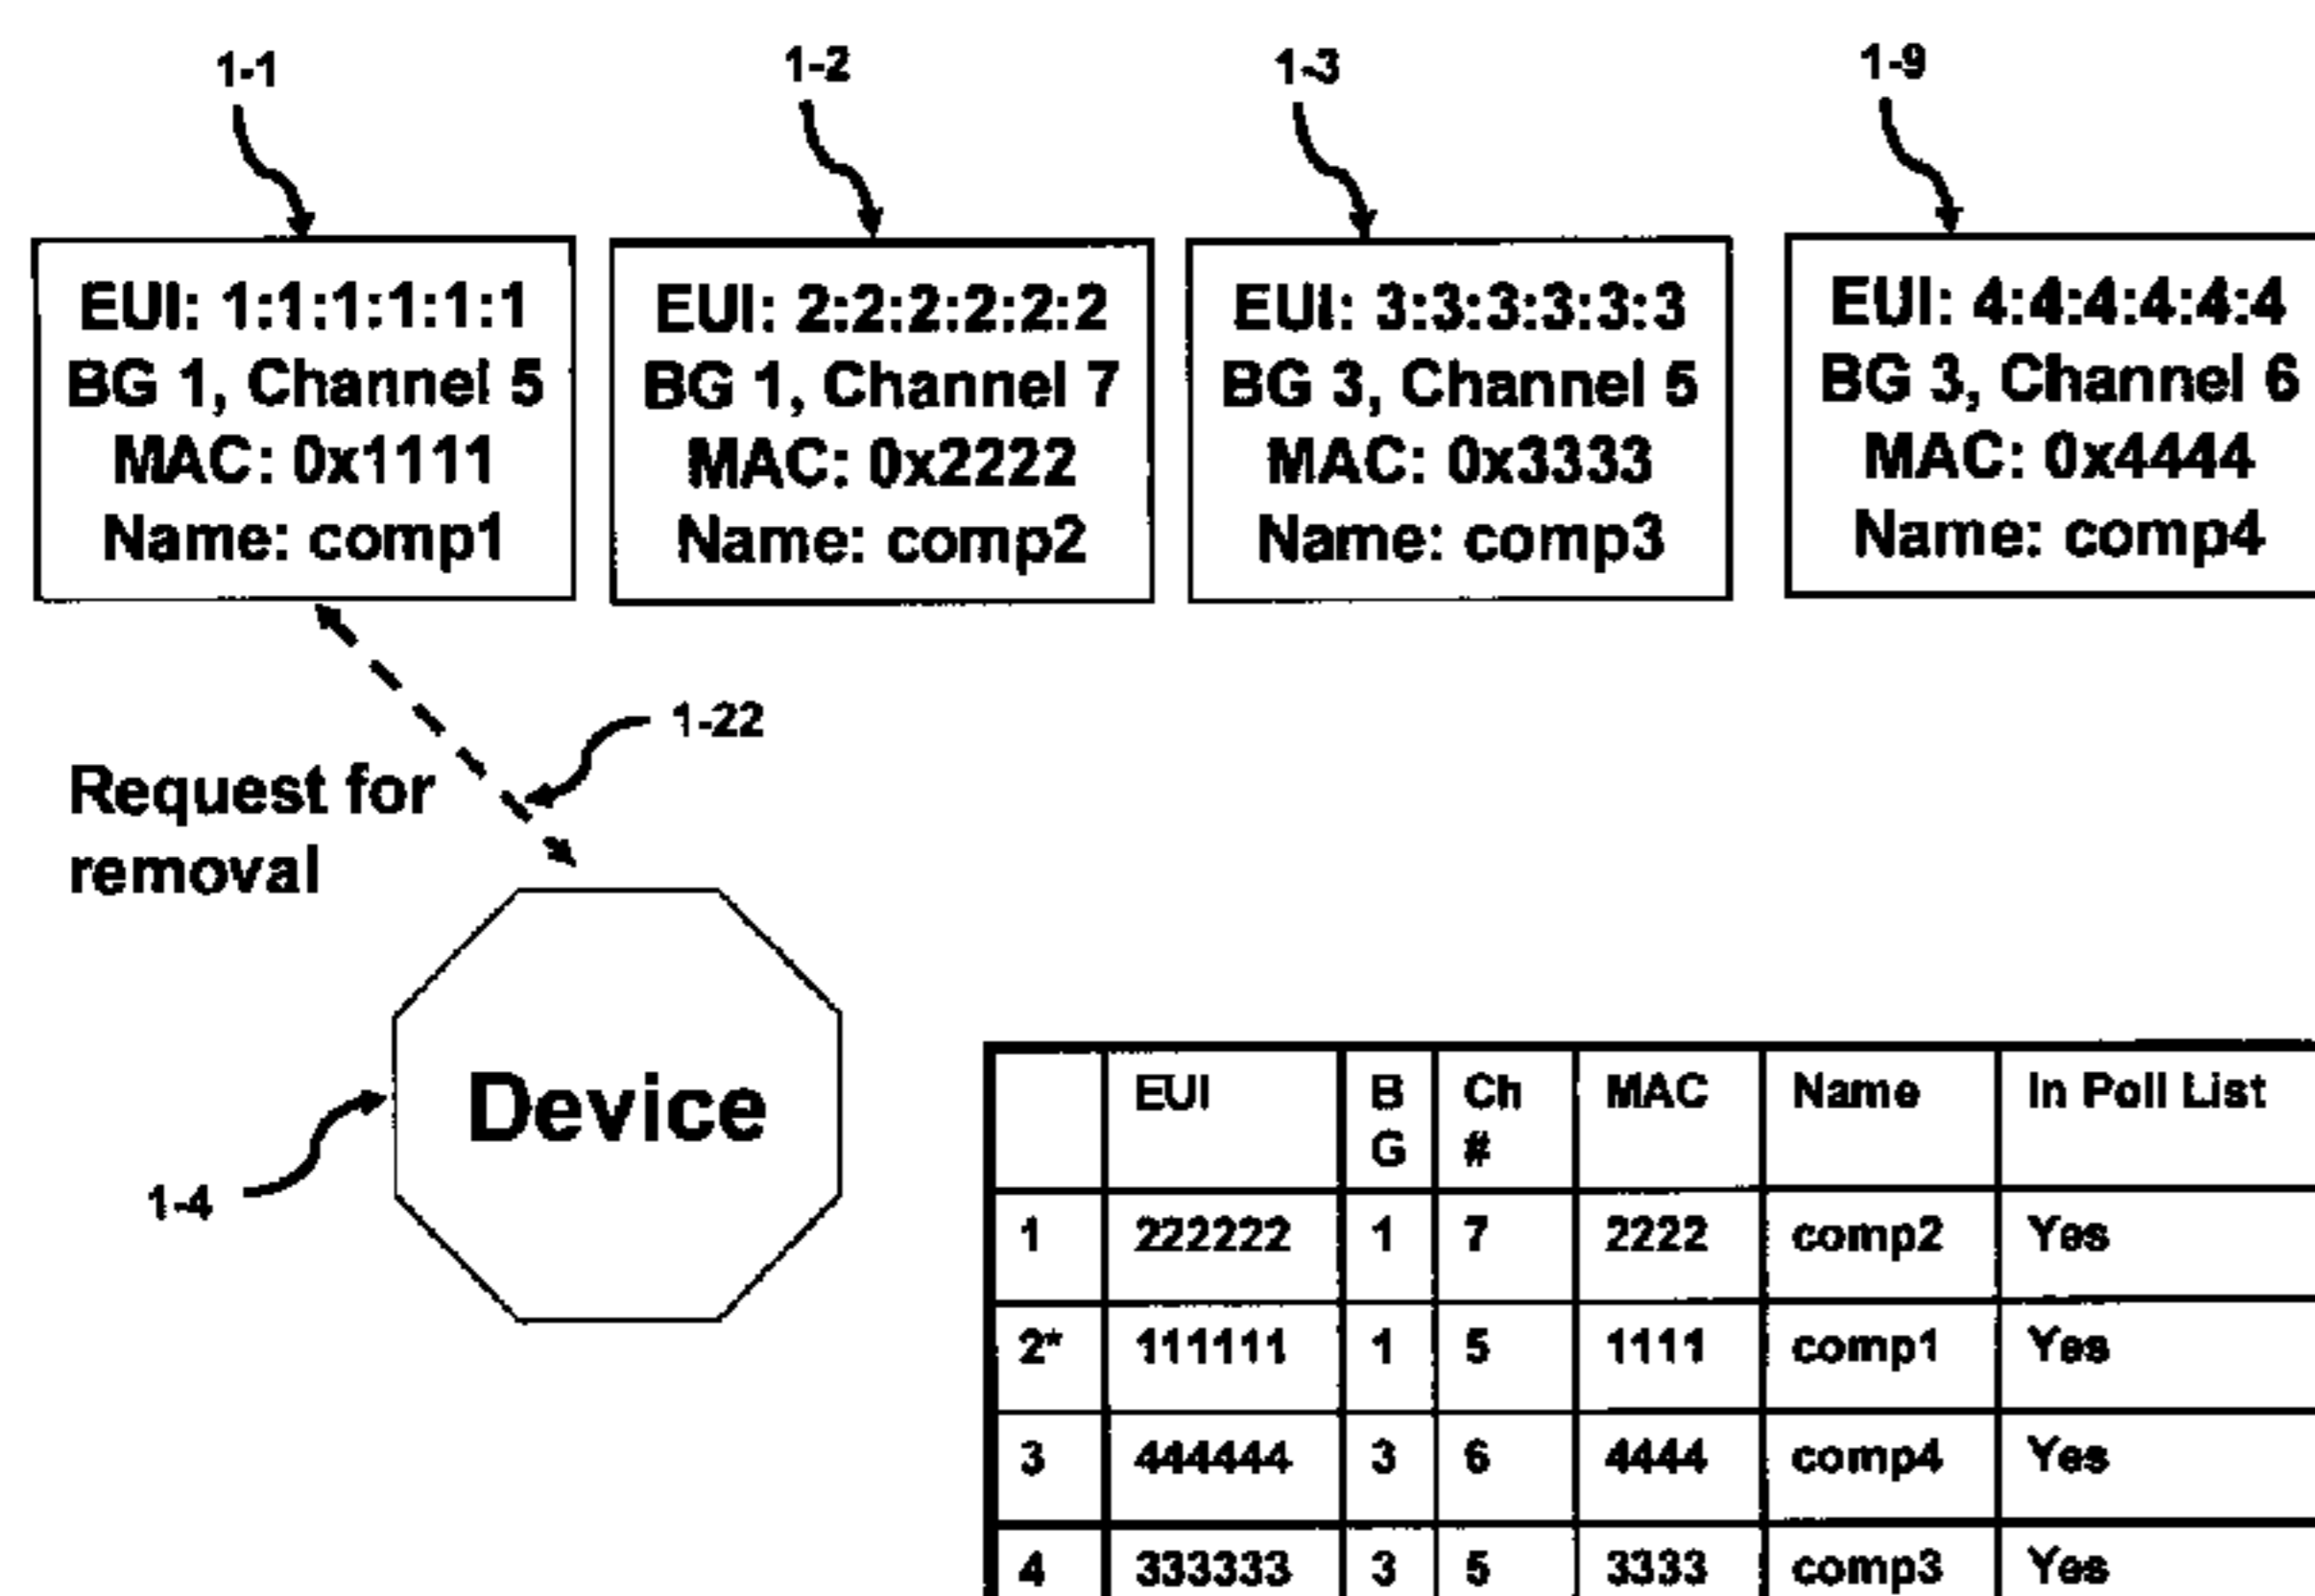 1-1
1-2
1-3
1-9
EUI: 1:1:1:1:1:1
BG 1, Channel 5
MAC: 0x1111
Name: comp1
EUI: 2:2:2:2:2:2
BG 1, Channel 7
MAC: 0x2222
Name: comp2
EUI: 3:3:3:3:3:3
BG 3, Channel 5
MAC: 0x3333
Name: comp3
EUI: 4:4:4:4:4:4
BG 3, Channel 6
MAC: 0x4444
Name: comp4
1-22
Request for
removal
Device
1-4
EUI B Ch MAC Name In Poll List
G #
1 222222 1 7 2222 comp2 Yes
2* 111111 1 5 1111 comp1 Yes
3 444444 3 6 4444 comp4 Yes
4 333333 3 5 3333 comp3 Yes